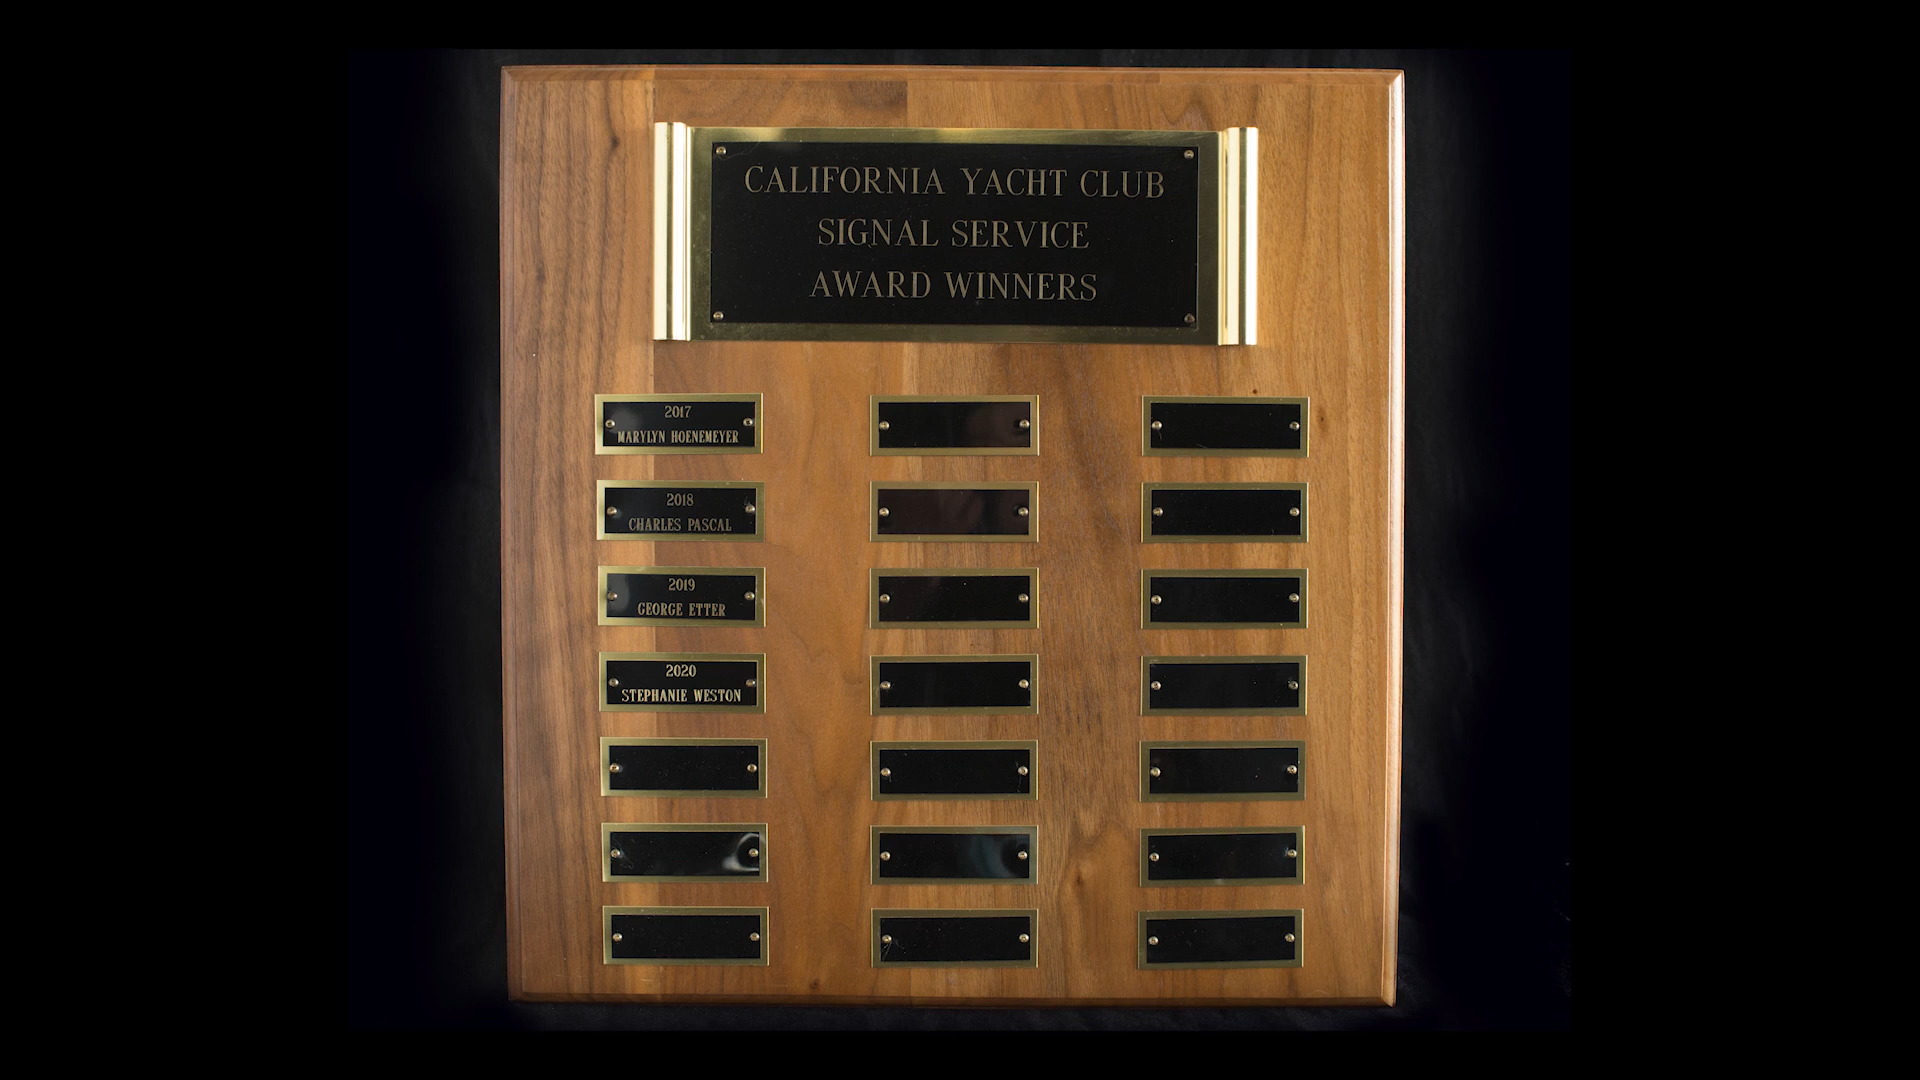 CALIFORNIA YACHT CLUB
SIGNAL SERVICE
AWARD WINNERS
2017
MARYLYN HOENEMEYER
2018
CHARLES PASCAL
2019
GEORGE ETTER
2020
STEPHANIE WESTON